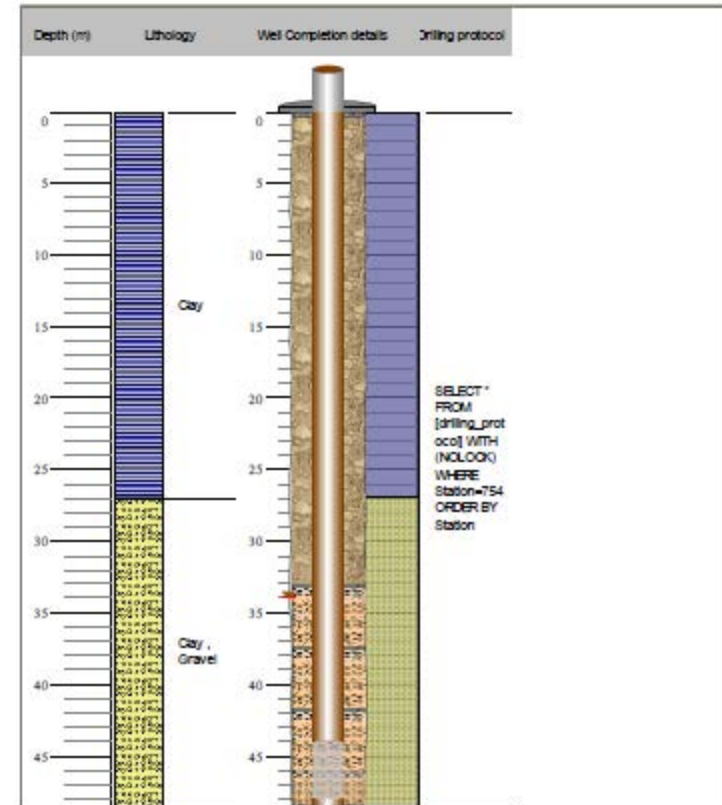 Depth (m) Lithology Well Completion details Drilling protocol
0 0
5 5
10 10
Clay
15 15
20 20
SELECT *
FROM
[drilling_prot
ocol] WITH
(NOLOCK)
WHERE
Station=754
ORDER BY
Station
25 25
30 30
35 35
Clay ,
Gravel
40 40
45 45